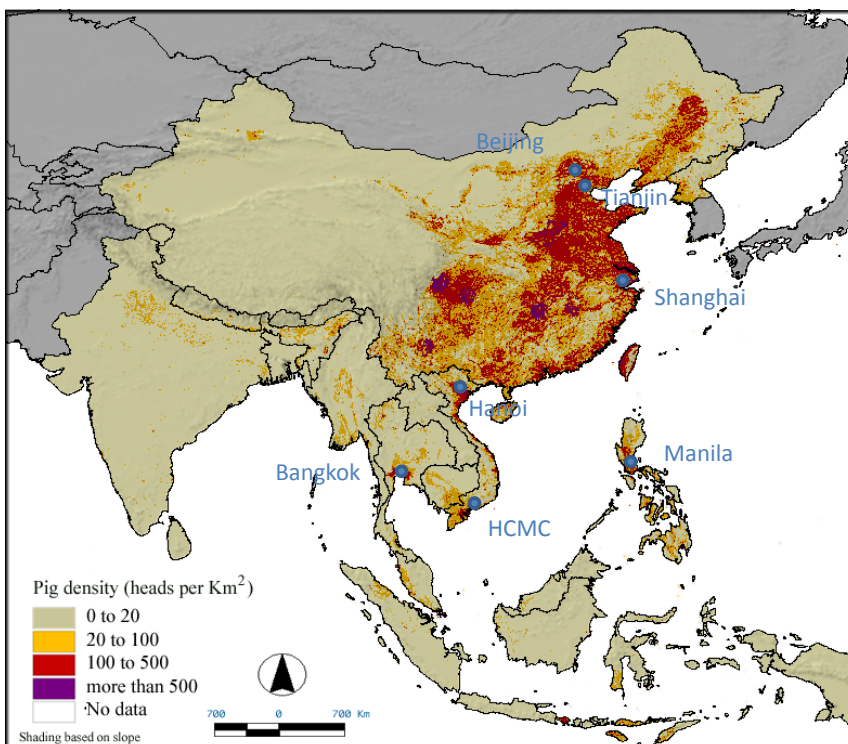 Beijing
Tianjin
Shanghai
Hanoi
Manila
Bangkok
HCMC
Pig density (heads per Km²)
0 to 20
20 to 100
100 to 500
more than 500
No data
700 0 700 Km
Shading based on slope